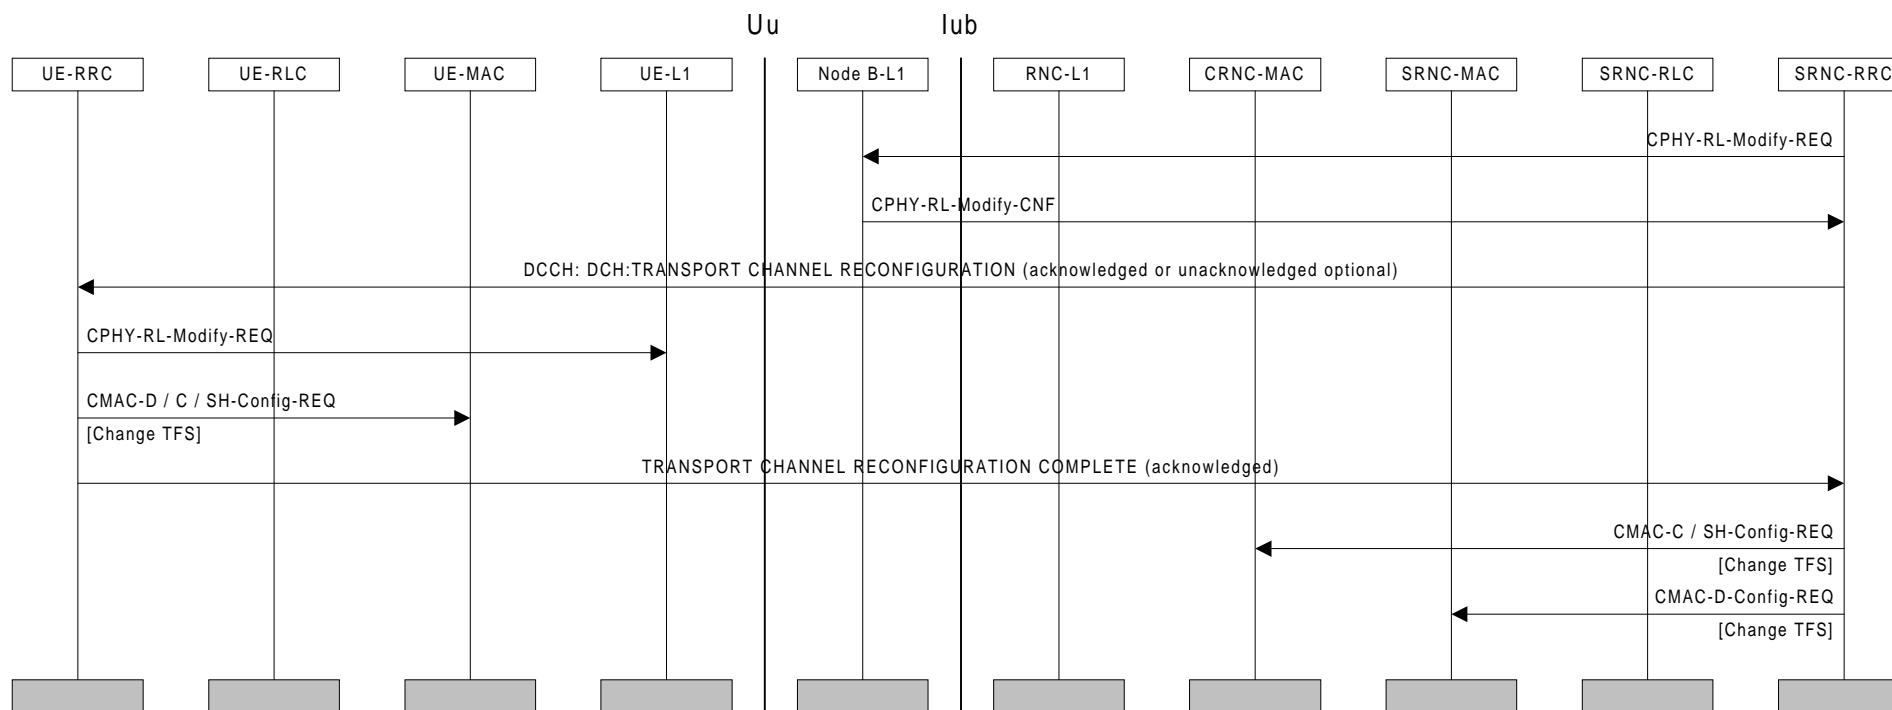 Uu Iub
UE-RRC UE-RLC UE-MAC UE-L1 Node B-L1 RNC-L1 CRNC-MAC SRNC-MAC SRNC-RLC SRNC-RRC
CPHY-RL-Modify-REQ
CPHY-RL-Modify-CNF
DCCH: DCH:TRANSPORT CHANNEL RECONFIGURATION (acknowledged or unacknowledged optional)
CPHY-RL-Modify-REQ
CMAC-D / C / SH-Config-REQ
[Change TFS]
TRANSPORT CHANNEL RECONFIGURATION COMPLETE (acknowledged)
CMAC-C / SH-Config-REQ
[Change TFS]
CMAC-D-Config-REQ
[Change TFS]